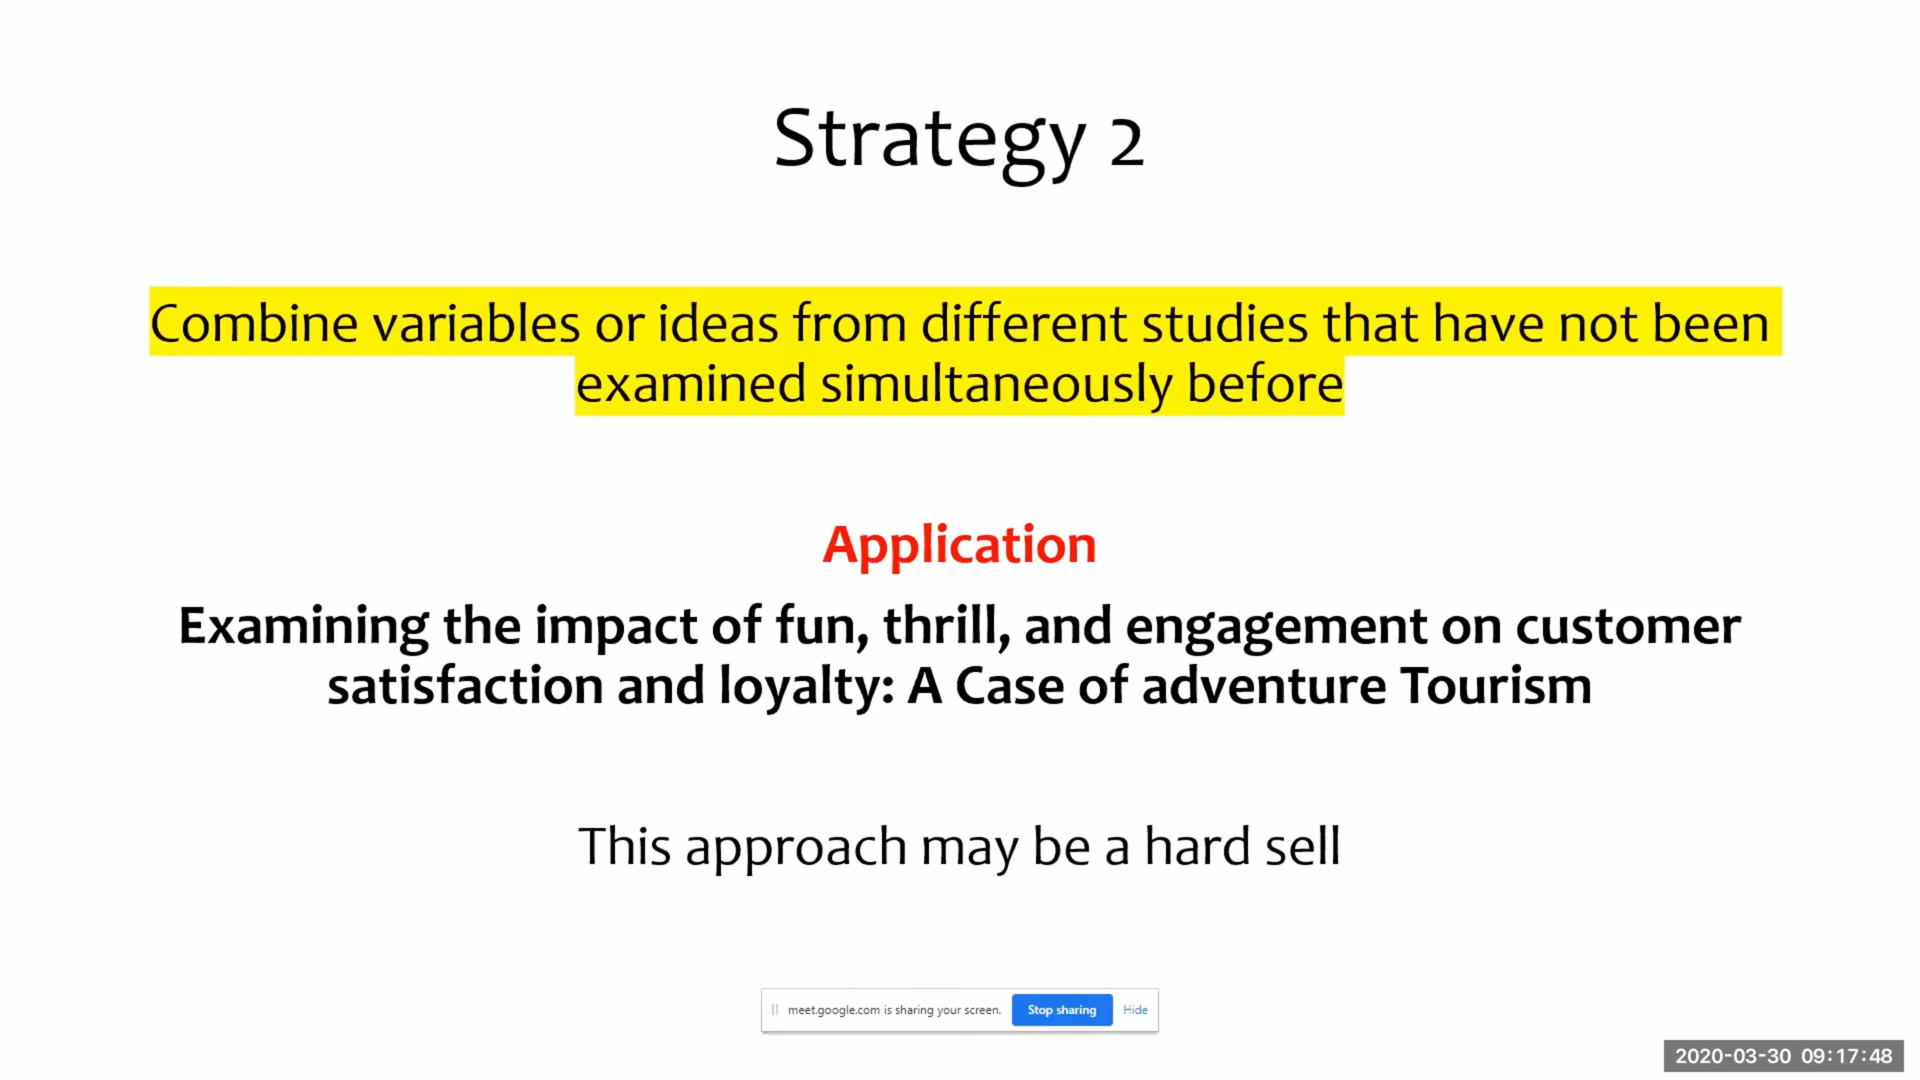 Strategy 2
Combine variables or ideas from different studies that have not been
examined simultaneously before
Application
Examining the impact of fun, thrill, and engagement on customer
satisfaction and loyalty: A Case of adventure Tourism
This approach may be a hard sell
meet.google.com is sharing your screen. Stop sharing Hide
2020-03-30 09:17:48